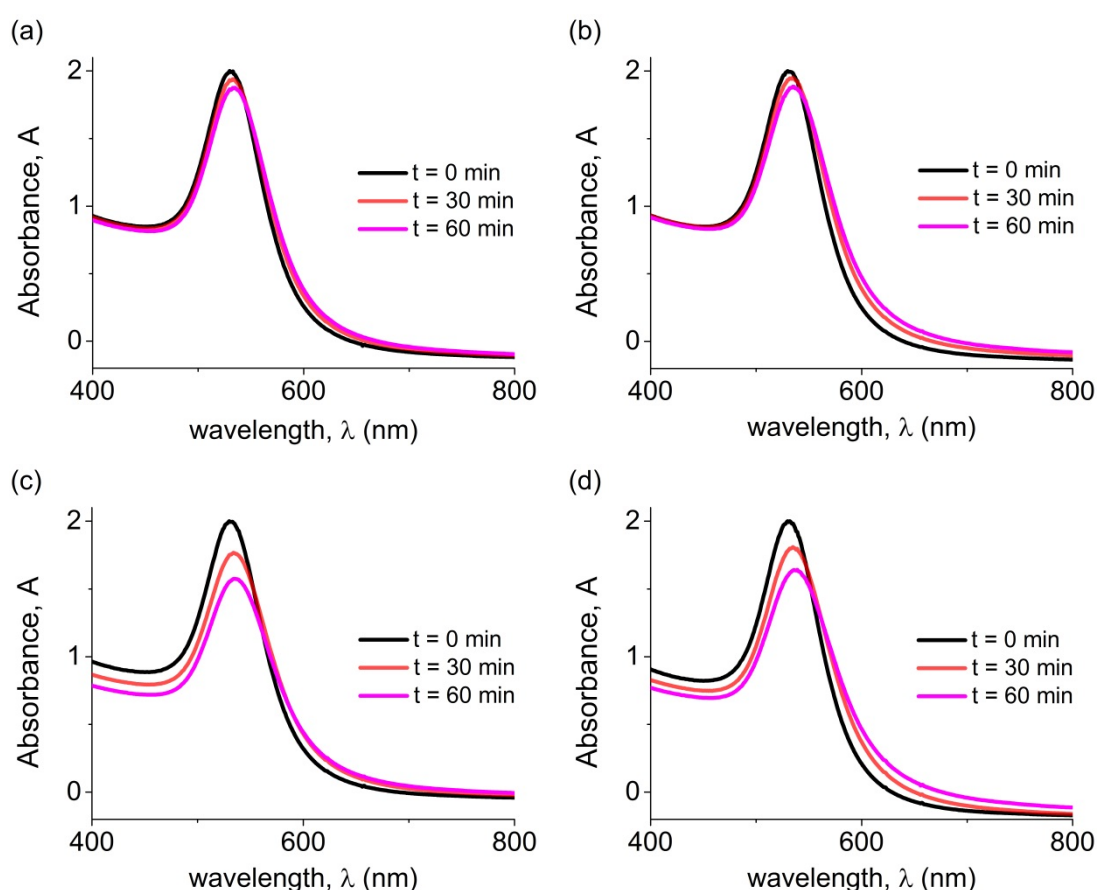 (a)
2
1
0
Absorbance, A
t = 0 min
t = 30 min
t = 60 min
400
600
800
wavelength, λ (nm)
(b)
2
1
0
Absorbance, A
t = 0 min
t = 30 min
t = 60 min
400
600
800
wavelength, λ (nm)
(c)
2
1
0
Absorbance, A
t = 0 min
t = 30 min
t = 60 min
400
600
800
wavelength, λ (nm)
(d)
2
1
0
Absorbance, A
t = 0 min
t = 30 min
t = 60 min
400
600
800
wavelength, λ (nm)